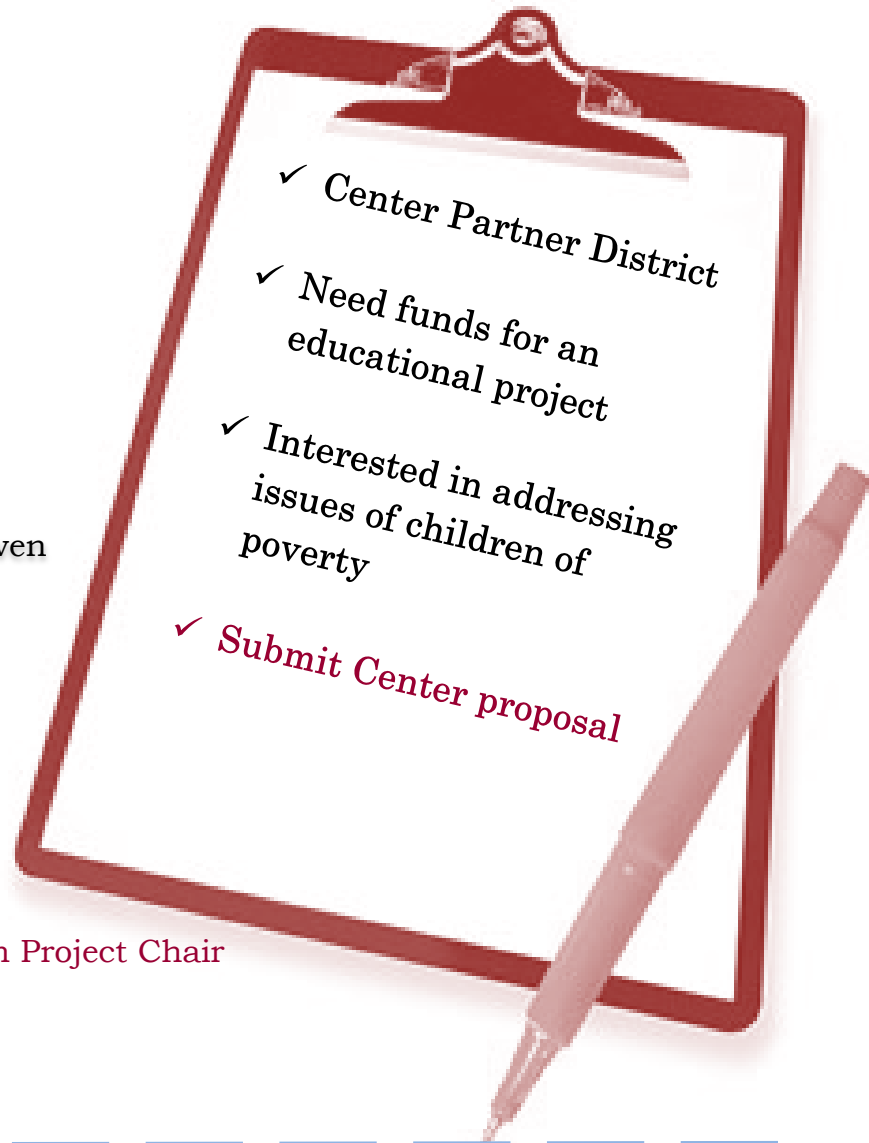 ✓ Center Partner District
✓ Need funds for an
educational project
✓ Interested in addressing
issues of children of
poverty
✓ Submit Center proposal
Project Chair